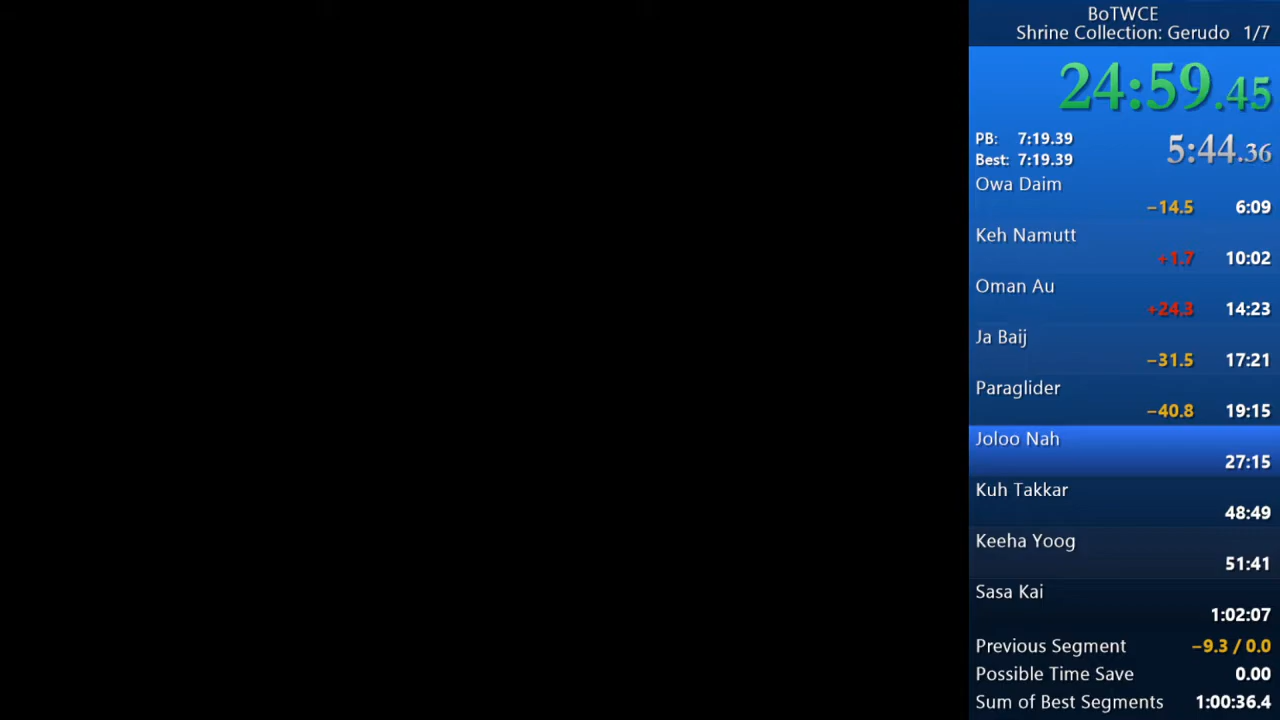 BoTWCE
Shrine Collection: Gerudo 1/7
24:59.45
PB: 7:19.39
Best: 7:19.39
5:44.36
Owa Daim
−14.5 6:09
Keh Namutt
+1.7 10:02
Oman Au
+24.3 14:23
Ja Baij
−31.5 17:21
Paraglider
−40.8 19:15
Joloo Nah
27:15
Kuh Takkar
48:49
Keeha Yoog
51:41
Sasa Kai
1:02:07
Previous Segment −9.3 / 0.0
Possible Time Save 0.00
Sum of Best Segments 1:00:36.4